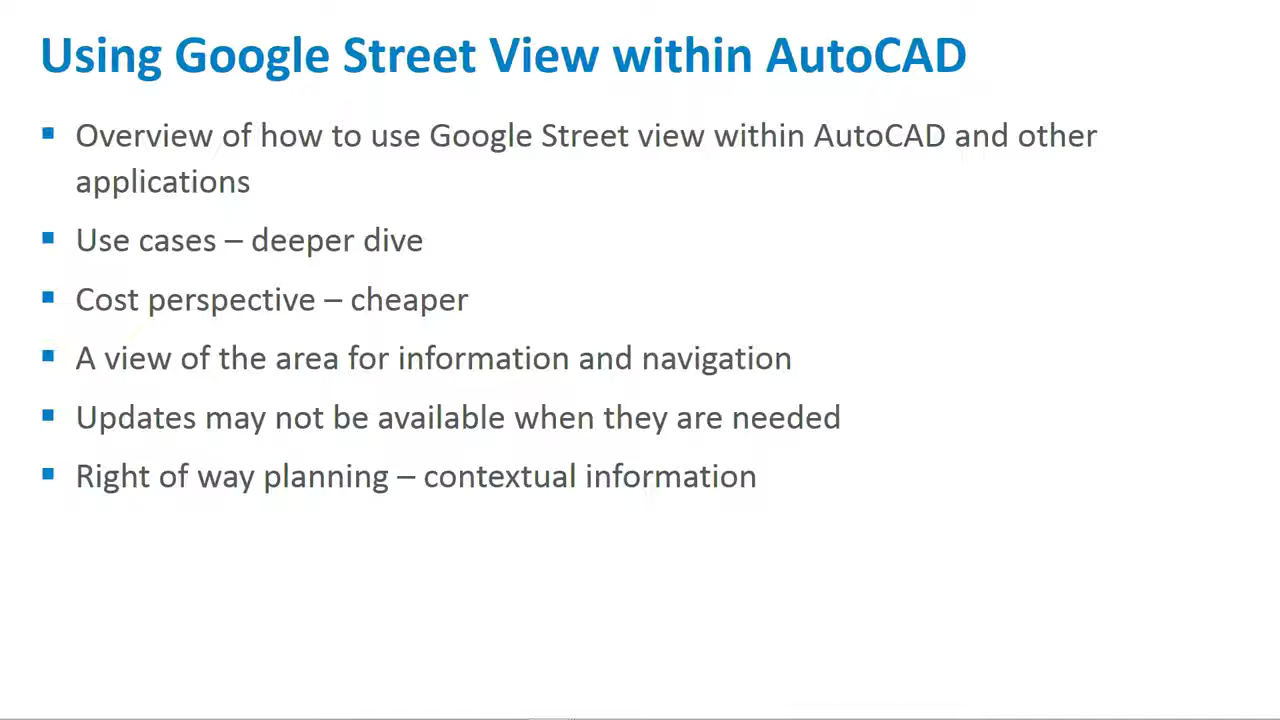 Using Google Street View within AutoCAD
▪ Overview of how to use Google Street view within AutoCAD and other
applications
▪ Use cases – deeper dive
▪ Cost perspective – cheaper
▪ A view of the area for information and navigation
▪ Updates may not be available when they are needed
▪ Right of way planning – contextual information